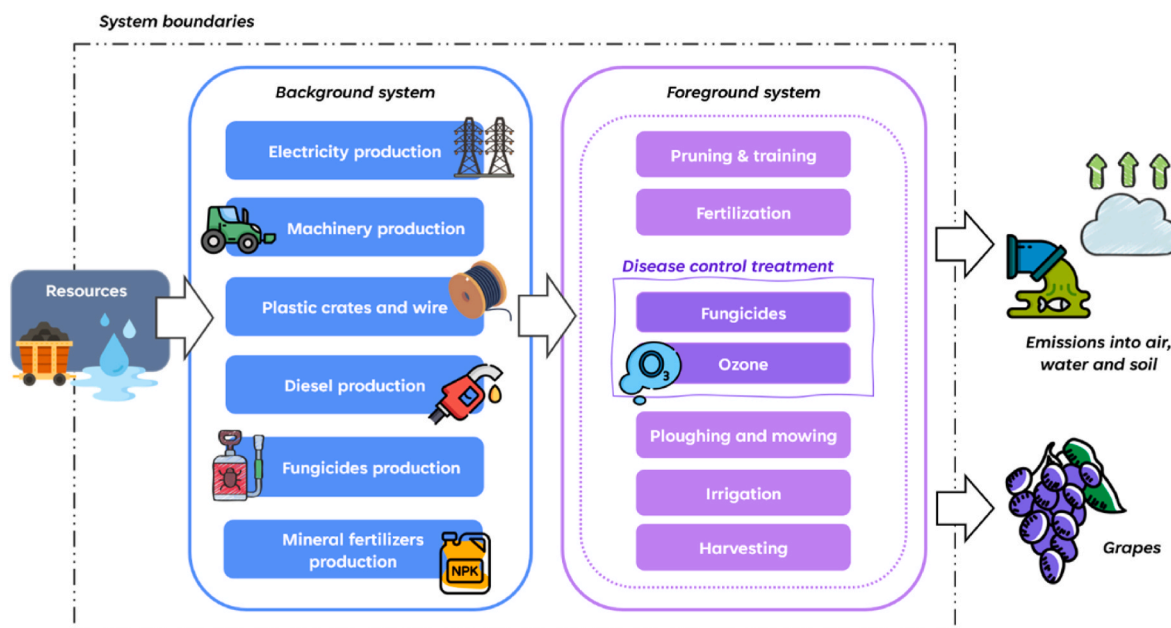 System boundaries
Background system
Electricity production
Machinery production
Plastic crates and wire
Diesel production
Fungicides production
Mineral fertilizers
production
NPK
Resources
Foreground system
Pruning & training
Fertilization
Disease control treatment
Fungicides
O3
Ozone
Ploughing and mowing
Irrigation
Harvesting
Emissions into air,
water and soil
Grapes